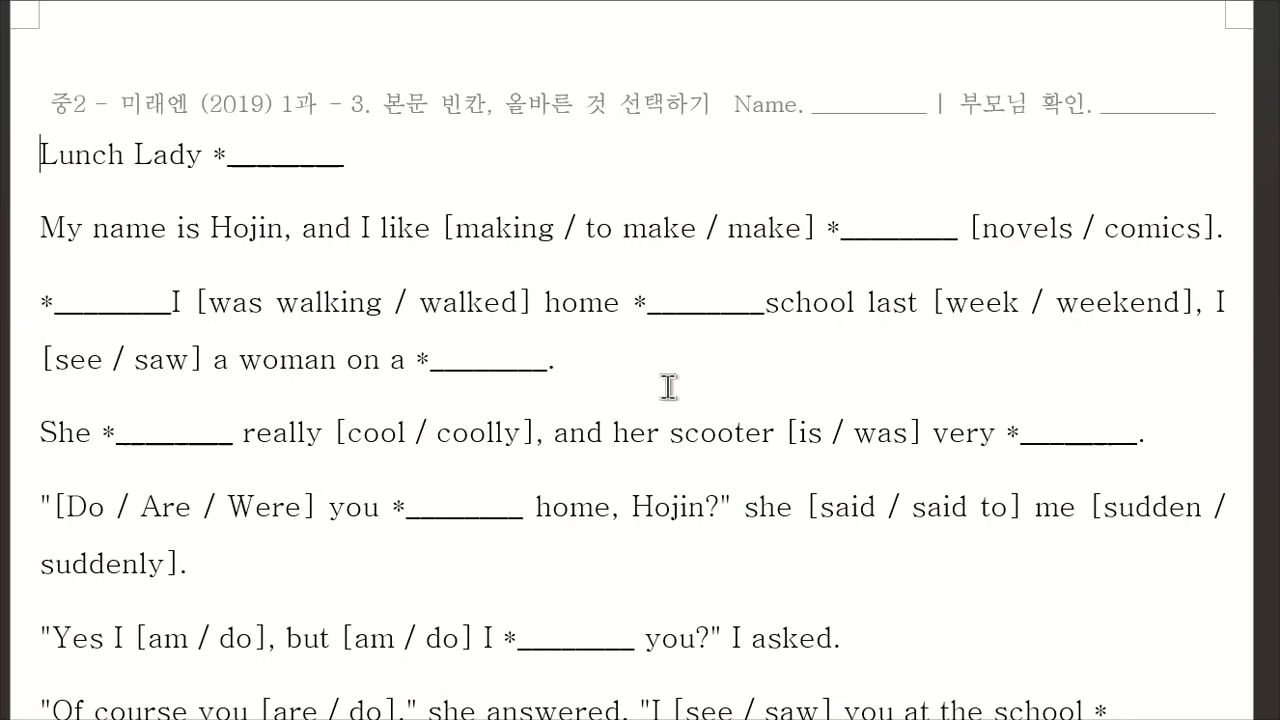 중2 - 미래엔 (2019) 1과 - 3. 본문 빈칸, 올바른 것 선택하기 Name. __________ | 부모님 확인. __________
Lunch Lady *________
My name is Hojin, and I like [making / to make / make] *________ [novels / comics].
*________I [was walking / walked] home *________school last [week / weekend], I
[see / saw] a woman on a *________.
She *________ really [cool / coolly], and her scooter [is / was] very *________.
"[Do / Are / Were] you *________ home, Hojin?" she [said / said to] me [sudden /
suddenly].
"Yes I [am / do], but [am / do] I *________ you?" I asked.
"Of course you [are / do]," she answered. "I [see / saw] you at the school *